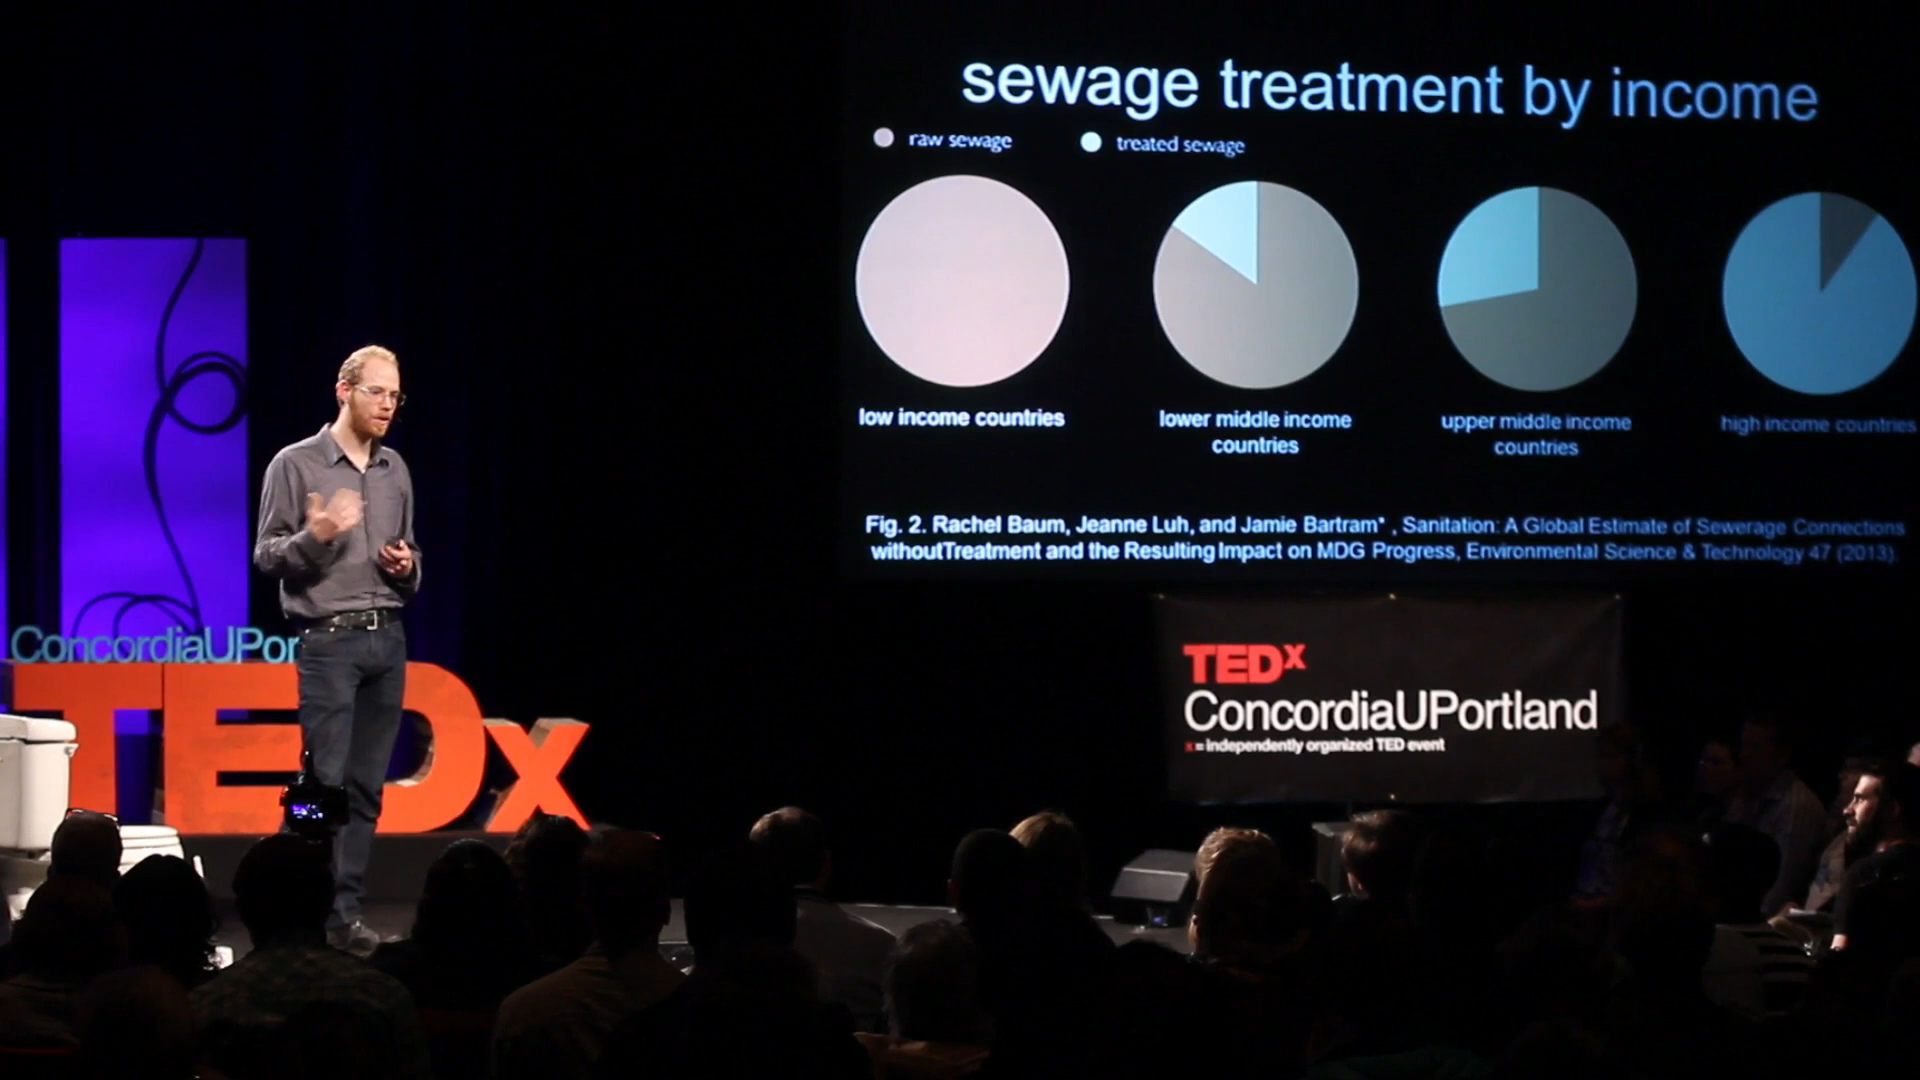 sewage treatment by income
raw sewage
treated sewage
low income countries
lower middle income
countries
upper middle income
countries
high income countries
Fig. 2. Rachel Baum, Jeanne Luh, and Jamie Bartram* , Sanitation: A Global Estimate of Sewerage Connections
withoutTreatment and the Resulting Impact on MDG Progress, Environmental Science & Technology 47 (2013).
ConcordiaUPor
TEDx
TEDx
ConcordiaUPortland
x = independently organized TED event